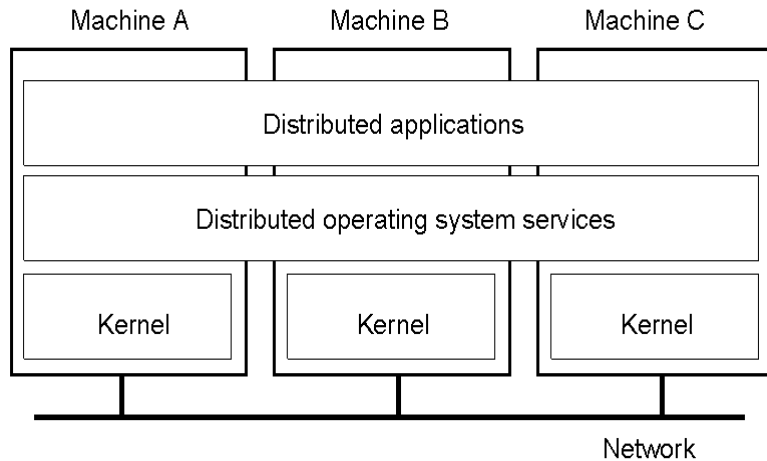 Machine A
Machine B
Machine C
Distributed applications
Distributed operating system services
Kernel
Kernel
Kernel
Network